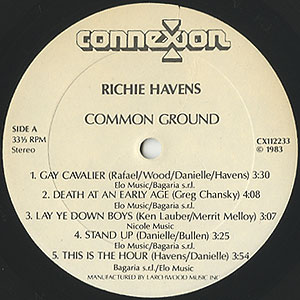 connexion
RICHIE HAVENS
COMMON GROUND
SIDE A
33⅓ RPM
Stereo
CX112233
© 1983
1. GAY CAVALIER (Rafael/Wood/Danielle/Havens) 3:30
Elo Music/Bagaria s.r.l.
2. DEATH AT AN EARLY AGE (Greg Chansky) 4:08
Elo Music/Bagaria s.r.l.
3. LAY YE DOWN BOYS (Ken Lauber/Merrit Melloy) 3:37
Nicole Music
4. STAND UP (Danielle/Bullen) 3:25
Elo Music/Bagaria s.r.l.
5. THIS IS THE HOUR (Havens/Danielle) 3:54
Bagaria s.r.l./Elo Music
MANUFACTURED BY LARCHWOOD MUSIC INC